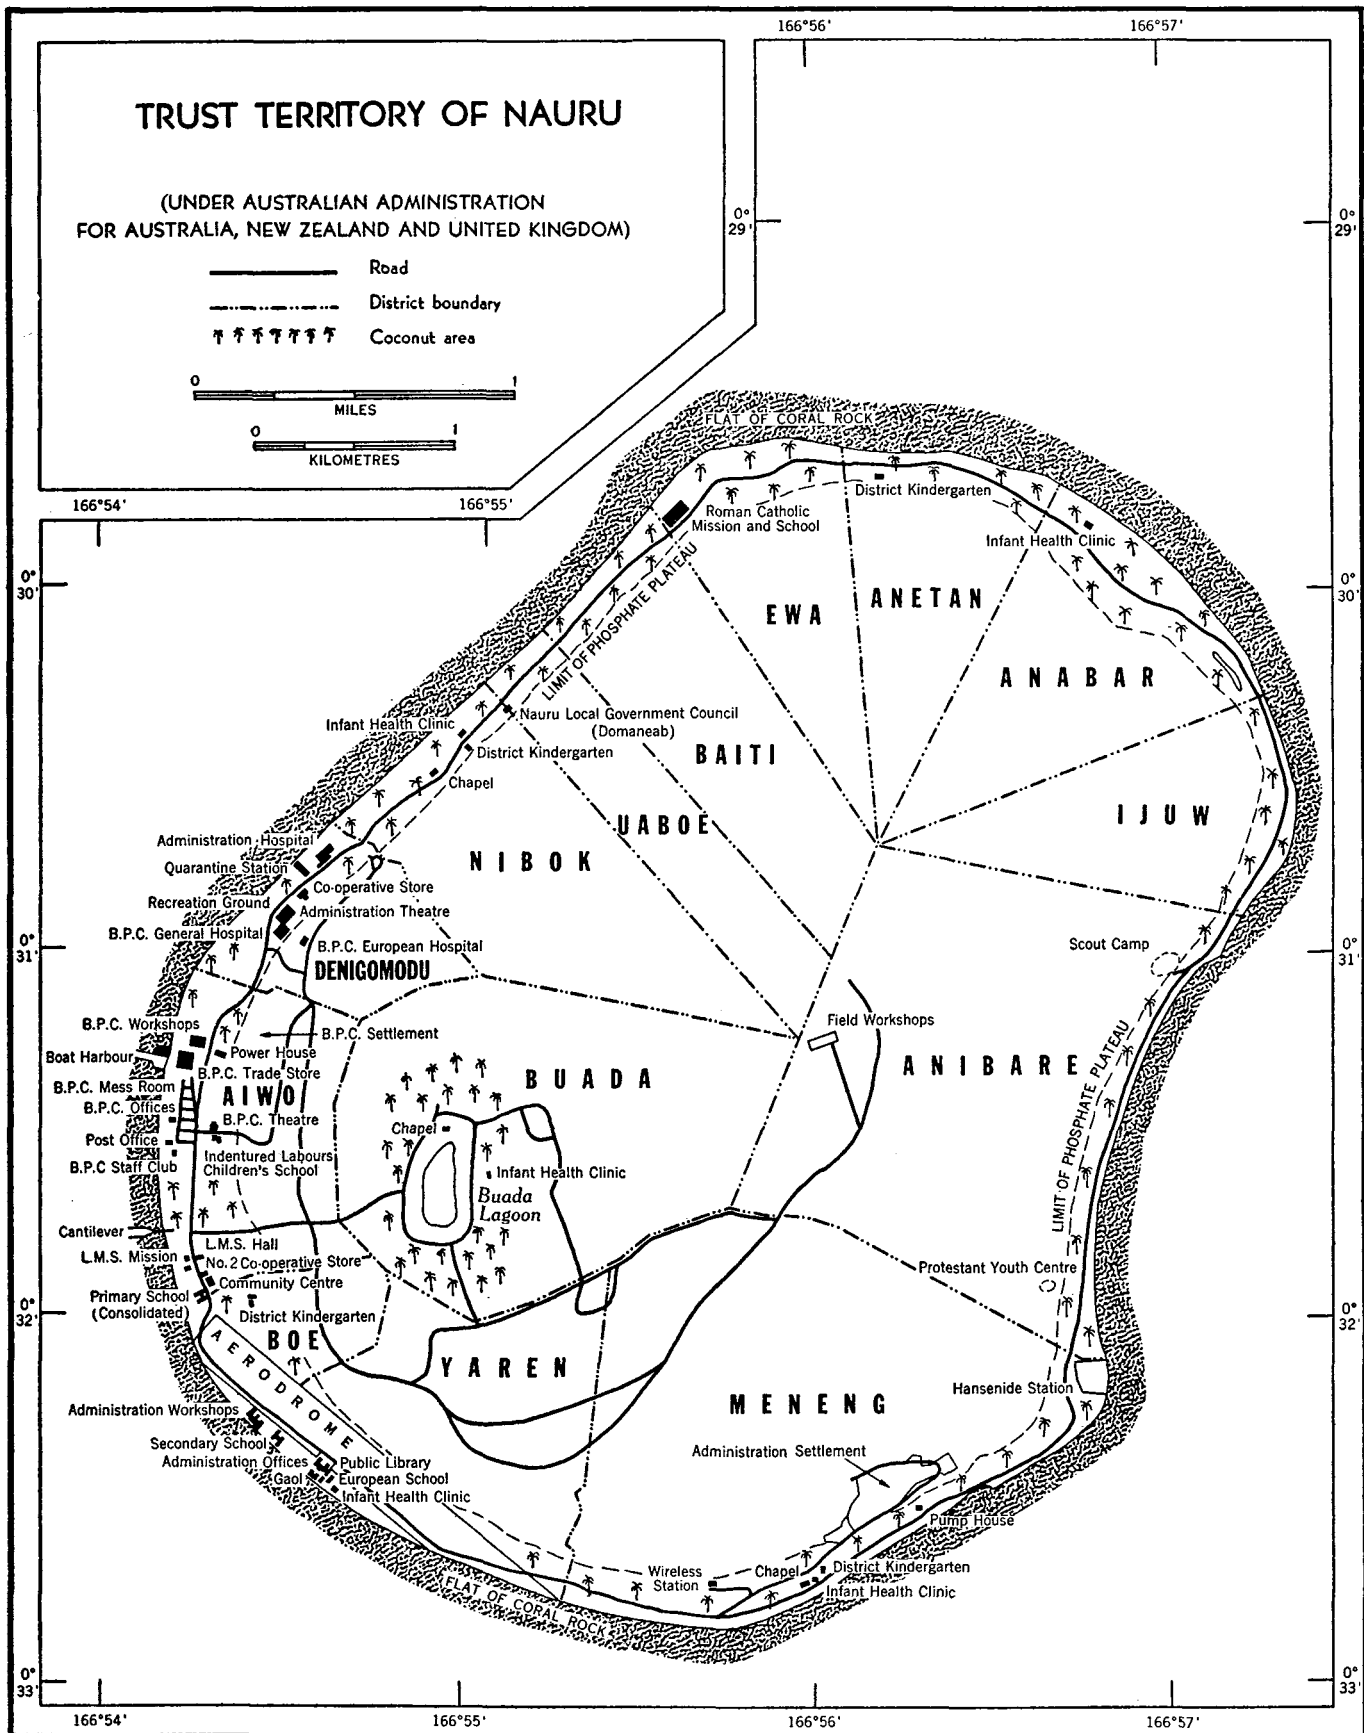 166°56'
166°57'
TRUST TERRITORY OF NAURU
(UNDER AUSTRALIAN ADMINISTRATION
FOR AUSTRALIA, NEW ZEALAND AND UNITED KINGDOM)
Road
District boundary
Coconut area
0 1
MILES
0 1
KILOMETRES
0°
29'
0°
29'
166°54'
166°55'
FLAT OF CORAL ROCK
District Kindergarten
Roman Catholic
Mission and School
Infant Health Clinic
0°
30'
0°
30'
LIMIT OF PHOSPHATE PLATEAU
EWA
ANETAN
ANABAR
Infant Health Clinic
Nauru Local Government Council
(Domaneab)
District Kindergarten
BAITI
Chapel
IJUW
UABOE
Administration Hospital
NIBOK
Quarantine Station
Co-operative Store
Recreation Ground
Administration Theatre
B.P.C. General Hospital
B.P.C. European Hospital
0°
31'
0°
31'
Scout Camp
DENIGOMODU
B.P.C. Workshops
B.P.C. Settlement
Field Workshops
Boat Harbour
Power House
B.P.C. Trade Store
ANIBARE
BUADA
B.P.C. Mess Room
AIWO
B.P.C. Offices
B.P.C. Theatre
Chapel
Post Office
Indentured Labours
Children's School
B.P.C Staff Club
Infant Health Clinic
Buada
Lagoon
LIMIT OF PHOSPHATE PLATEAU
Cantilever
L.M.S. Hall
L.M.S. Mission
No. 2 Co-operative Store
Community Centre
Protestant Youth Centre
Primary School
(Consolidated)
District Kindergarten
0°
32'
0°
32'
BOE
AERODROME
YAREN
Hansenide Station
MENENG
Administration Workshops
Secondary School
Administration Settlement
Administration Offices
Public Library
Gaol
European School
Infant Health Clinic
Pump House
Wireless
Station
Chapel
District Kindergarten
Infant Health Clinic
FLAT OF CORAL ROCK
0°
33'
0°
33'
166°54'
166°55'
166°56'
166°57'